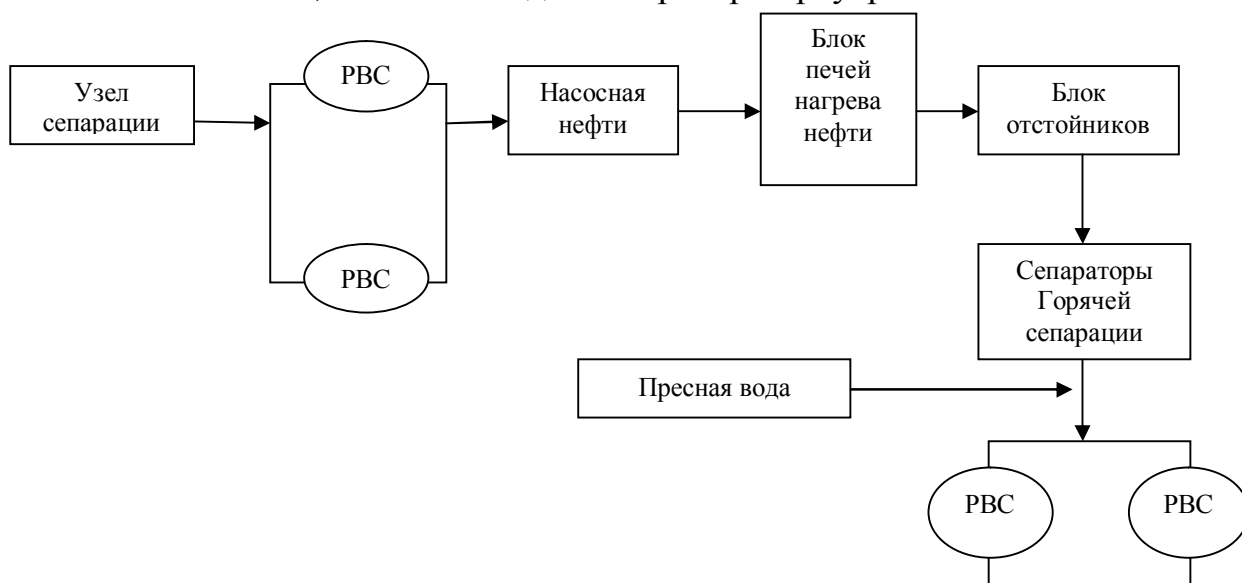 РВС
Узел
сепарации
Насосная
нефти
Блок
печей
нагрева
нефти
Блок
отстойников
РВС
Сепараторы
Горячей
сепарации
Пресная вода
РВС
РВС